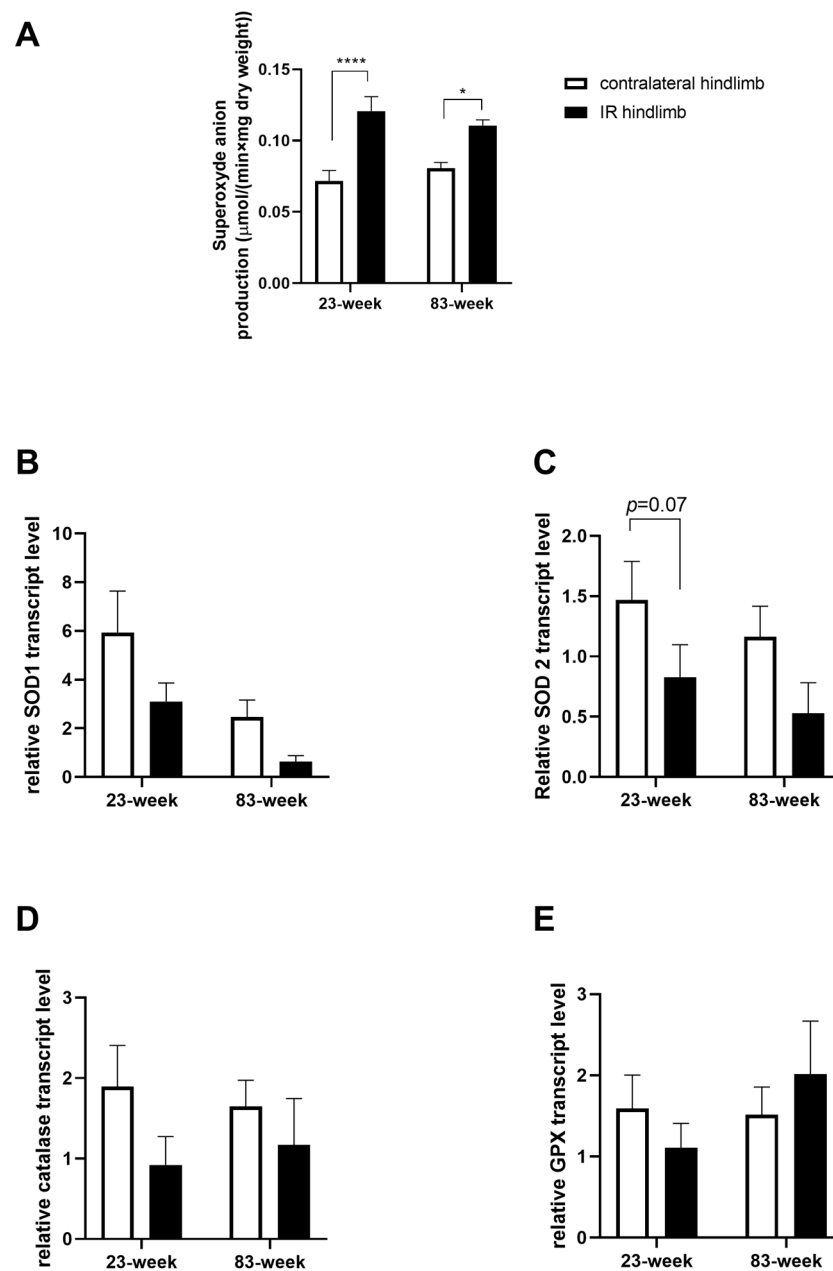 A
Superoxyde anion
production (μmol/(min×mg dry weight))
0.15
0.10
0.05
0.00
****
*
23-week
83-week
contralateral hindlimb
IR hindlimb
B
relative SOD1 transcript level
10
8
6
4
2
0
23-week
83-week
C
Relative SOD 2 transcript level
p=0.07
2.0
1.5
1.0
0.5
0.0
23-week
83-week
D
relative catalase transcript level
3
2
1
0
23-week
83-week
E
relative GPX transcript level
3
2
1
0
23-week
83-week